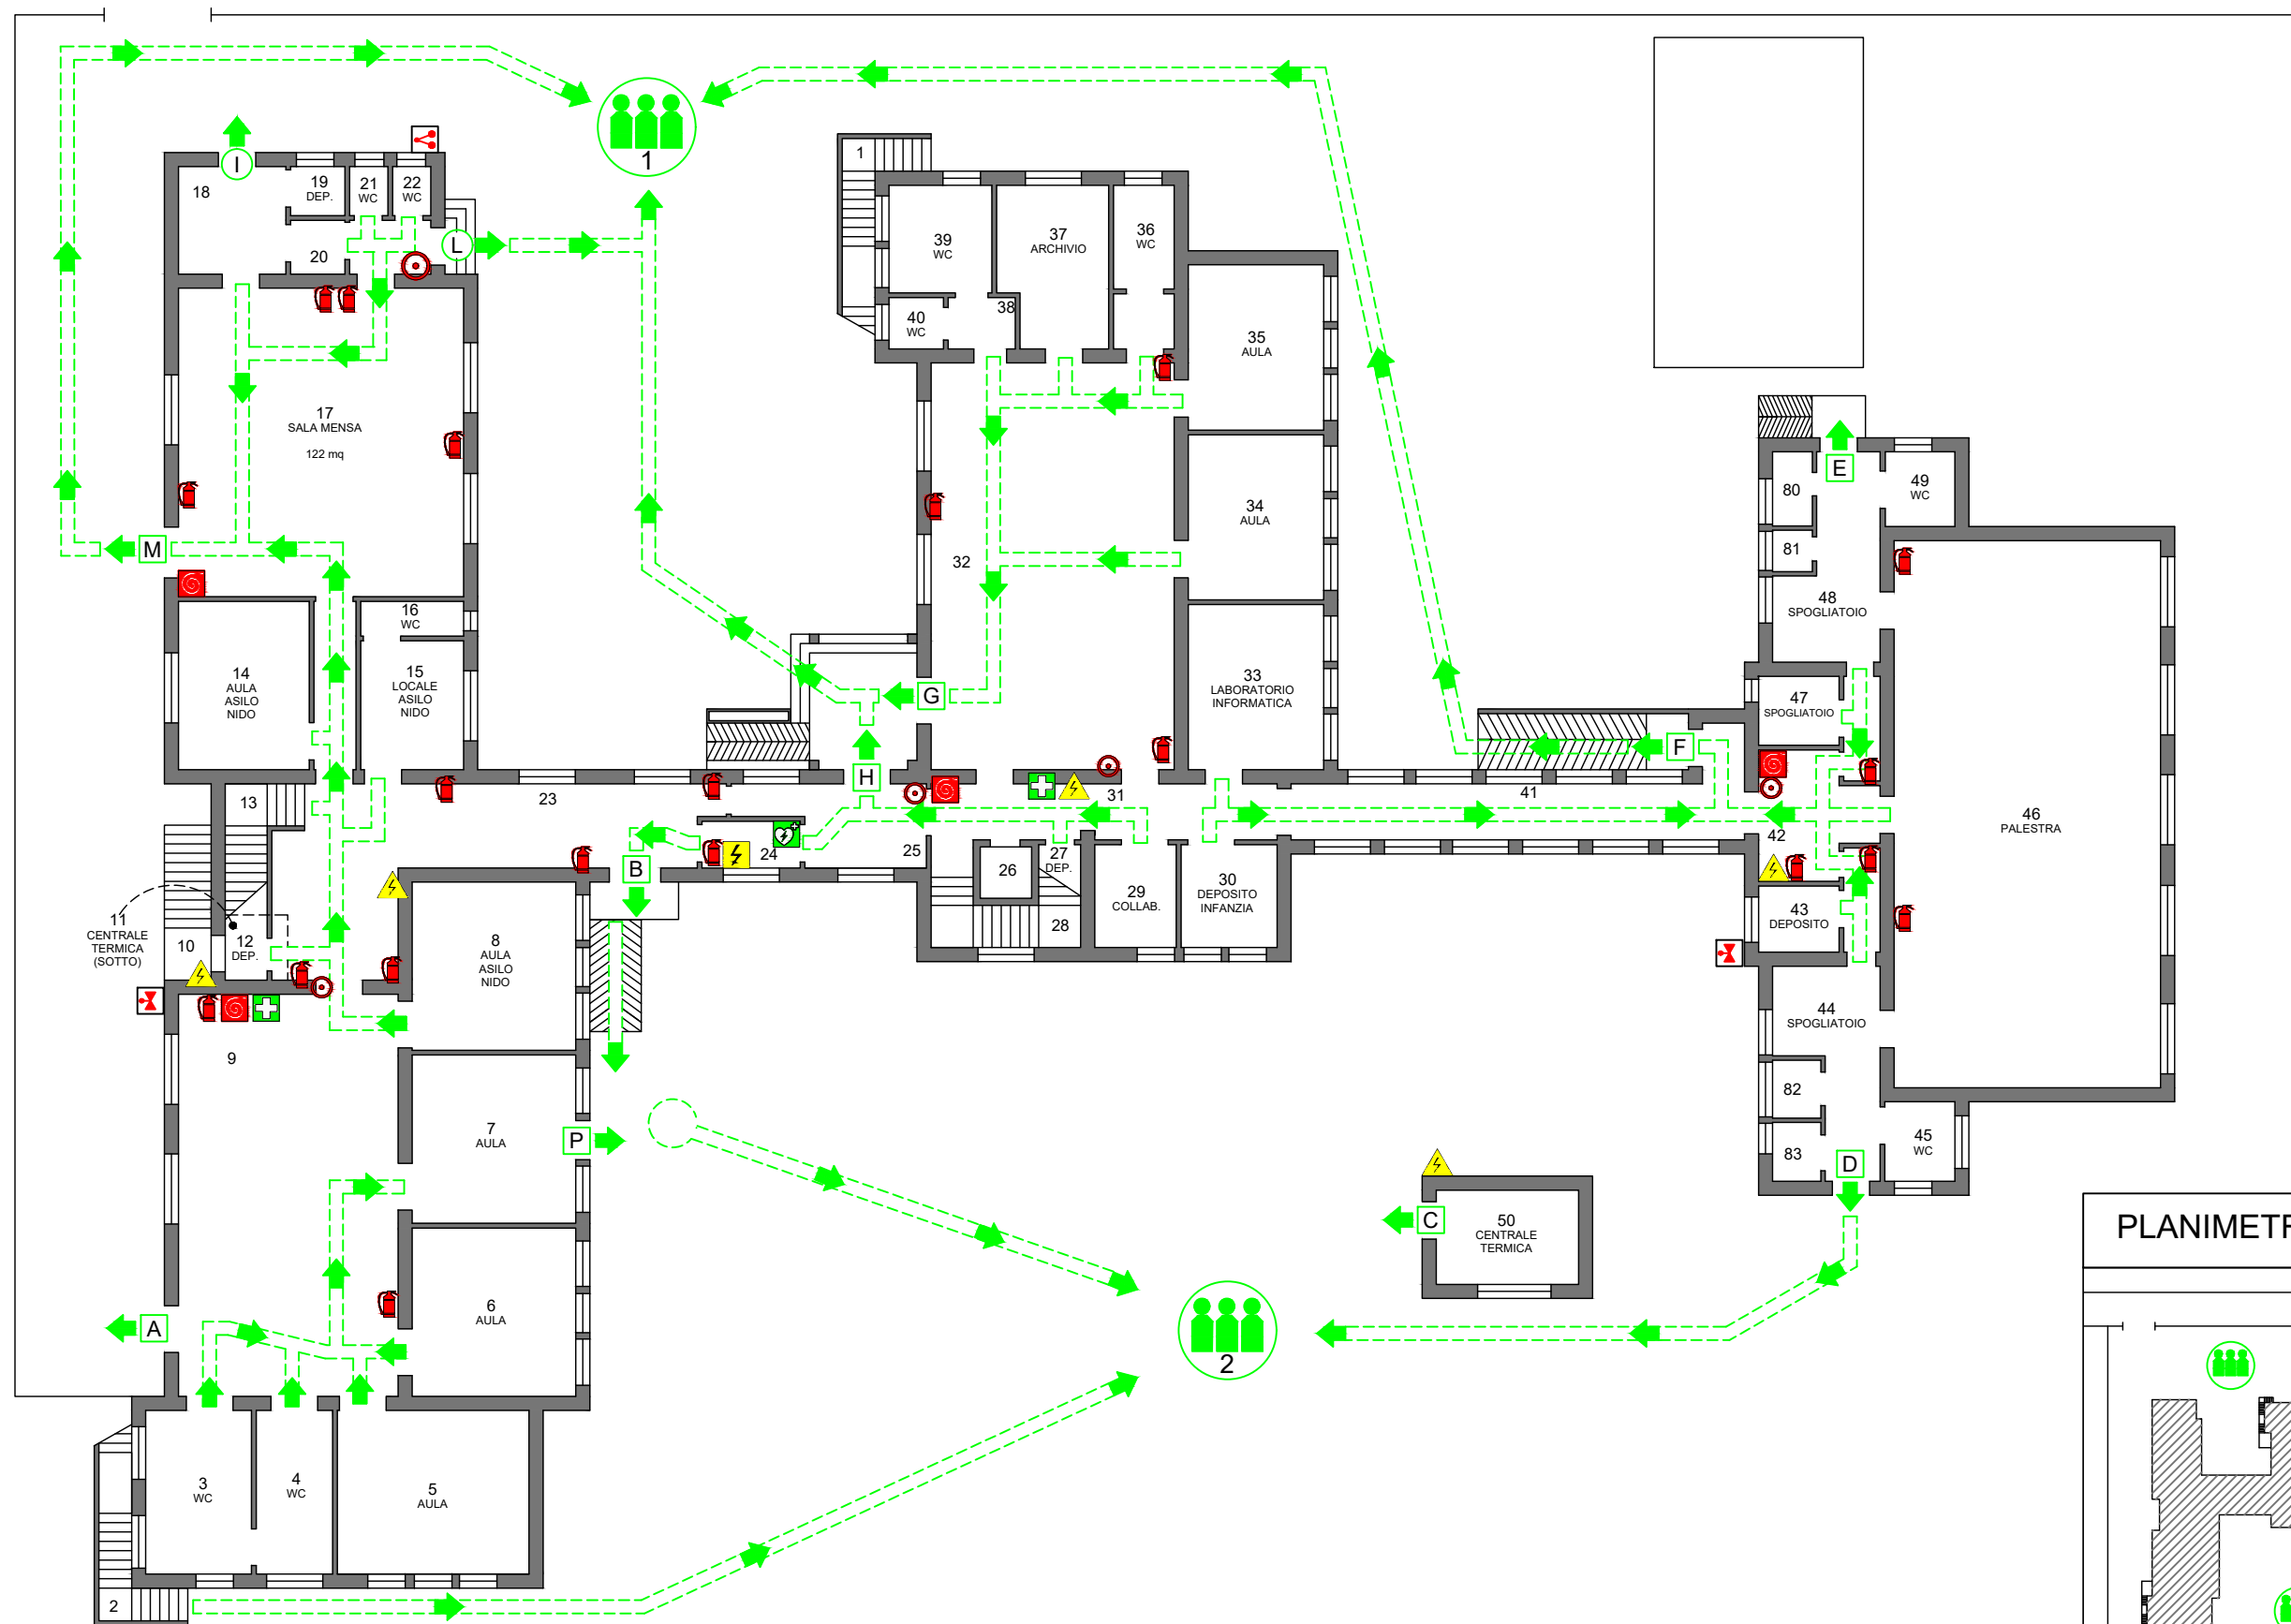 1
I
18
19
DEP.
21
WC
22
WC
20
L
1
39
WC
37
ARCHIVIO
36
WC
40
WC
38
35
AULA
17
SALA MENSA
122 mq
M
34
AULA
32
E
80
49
WC
81
48
SPOGLIATOIO
16
WC
14
AULA
ASILO
NIDO
15
LOCALE
ASILO
NIDO
33
LABORATORIO
INFORMATICA
G
47
SPOGLIATOIO
F
H
13
23
31
41
46
PALESTRA
42
24
25
B
26
27
DEP.
29
COLLAB.
30
DEPOSITO
INFANZIA
28
43
DEPOSITO
11
CENTRALE
TERMICA
(SOTTO)
10
12
DEP.
8
AULA
ASILO
NIDO
44
SPOGLIATOIO
9
7
AULA
P
82
83
45
WC
D
C
50
CENTRALE
TERMICA
PLANIMETR
6
AULA
A
2
3
WC
4
WC
5
AULA
2